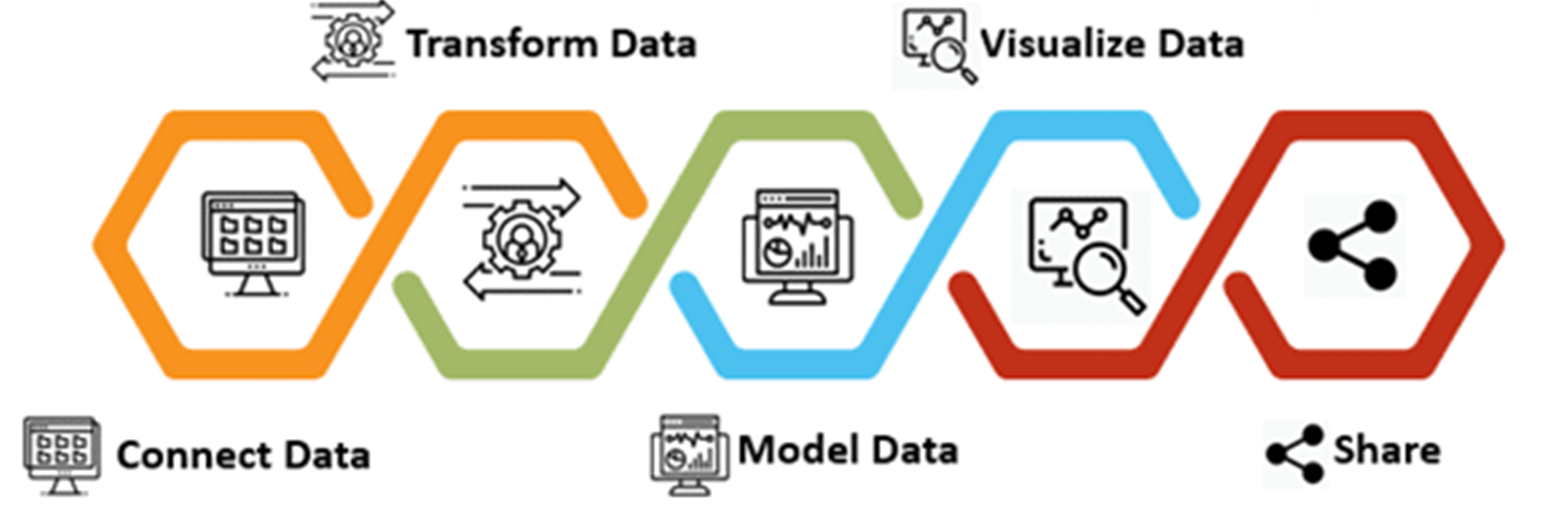 Transform Data
Visualize Data
Connect Data
Model Data
Share